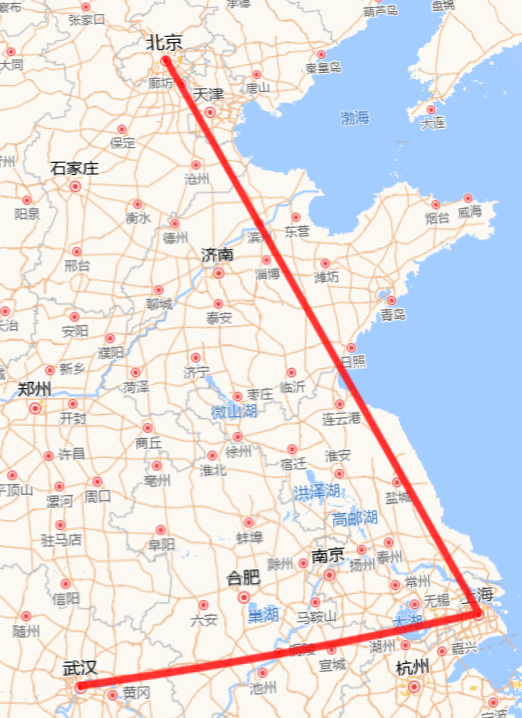 承德
葫芦岛
盘锦
张家口
北京
大同
秦皇岛
廊坊
唐山
天津
渤海
大连
保定
石家庄
沧州
阳泉
衡水
烟台
威海
德州
滨州
东营
邢台
济南
淄博
潍坊
聊城
泰安
青岛
长治
安阳
濮阳
日照
新乡
济宁
菏泽
临沂
郑州
枣庄
微山湖
开封
连云港
商丘
徐州
许昌
淮北
宿迁
淮安
亳州
平顶山
漯河
周口
洪泽湖
盐城
高邮湖
驻马店
阜阳
蚌埠
滁州
南京
扬州
泰州
合肥
信阳
常州
上海
六安
巢湖
马鞍山
无锡
随州
太湖
铜陵
湖州
嘉兴
宣城
武汉
杭州
池州
黄冈